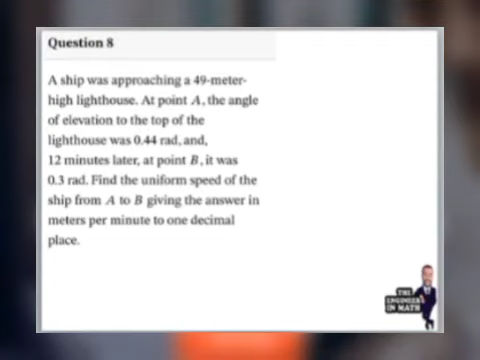 Question 8
A ship was approaching a 49-meter-
high lighthouse. At point A, the angle
of elevation to the top of the
lighthouse was 0.44 rad, and,
12 minutes later, at point B, it was
0.3 rad. Find the uniform speed of the
ship from A to B giving the answer in
meters per minute to one decimal
place.
THE
ENGINEER
IN MATH